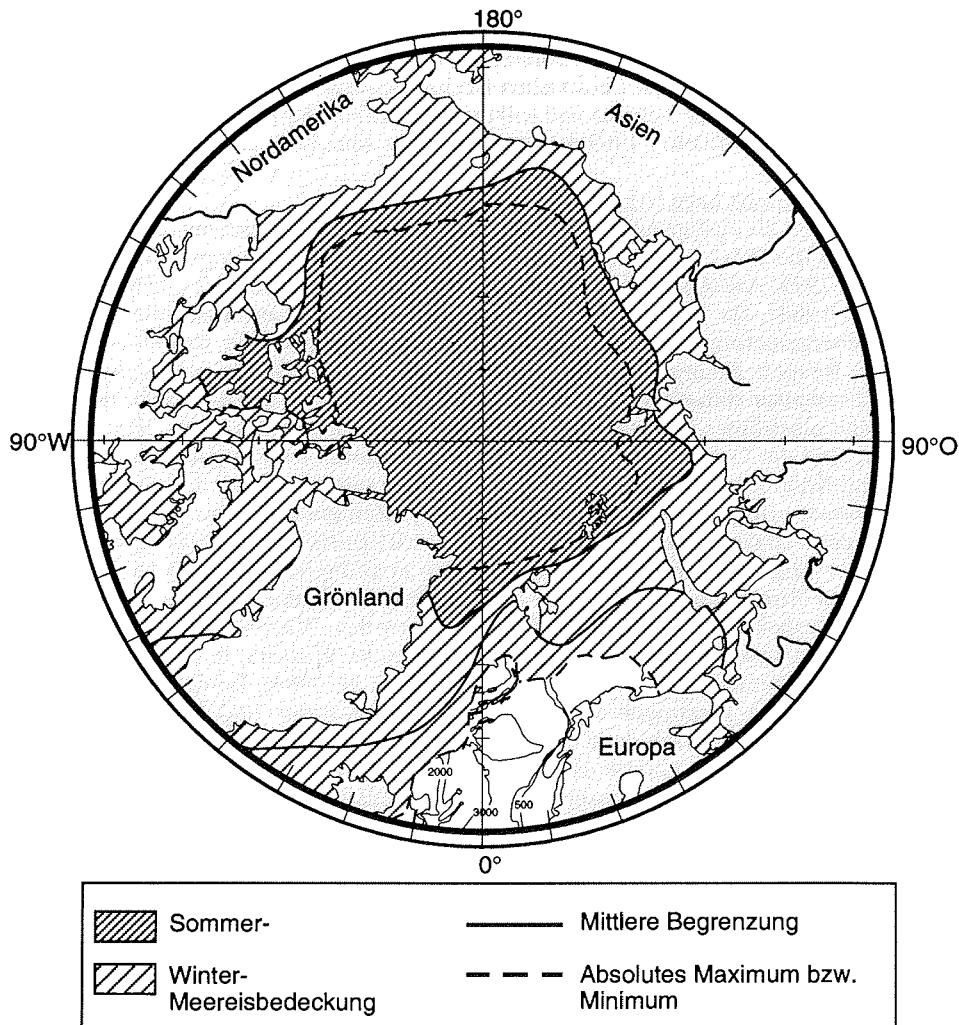 180°
Nordamerika
Asien
90°W
90°O
Grönland
Europa
2000
500
3000
0°
Sommer-
Mittlere Begrenzung
Winter-
Meereisbedeckung
Absolutes Maximum bzw.
Minimum